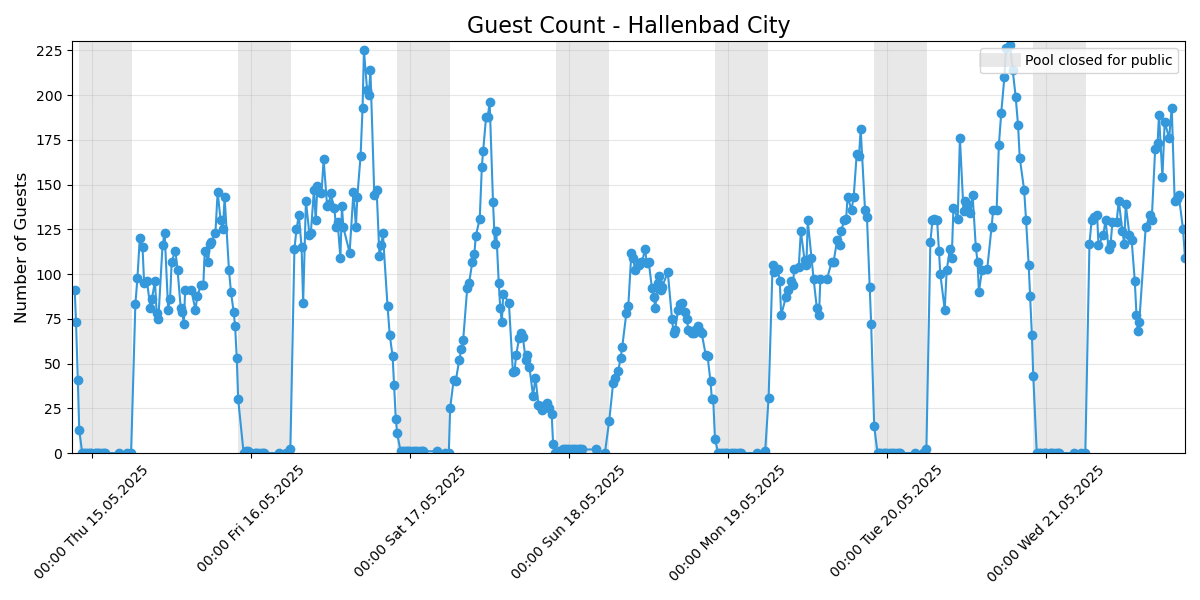 Guest Count - Hallenbad City
Number of Guests
225
200
175
150
125
100
75
50
25
0
Pool closed for public
00:00 Thu 15.05.2025
00:00 Fri 16.05.2025
00:00 Sat 17.05.2025
00:00 Sun 18.05.2025
00:00 Mon 19.05.2025
00:00 Tue 20.05.2025
00:00 Wed 21.05.2025